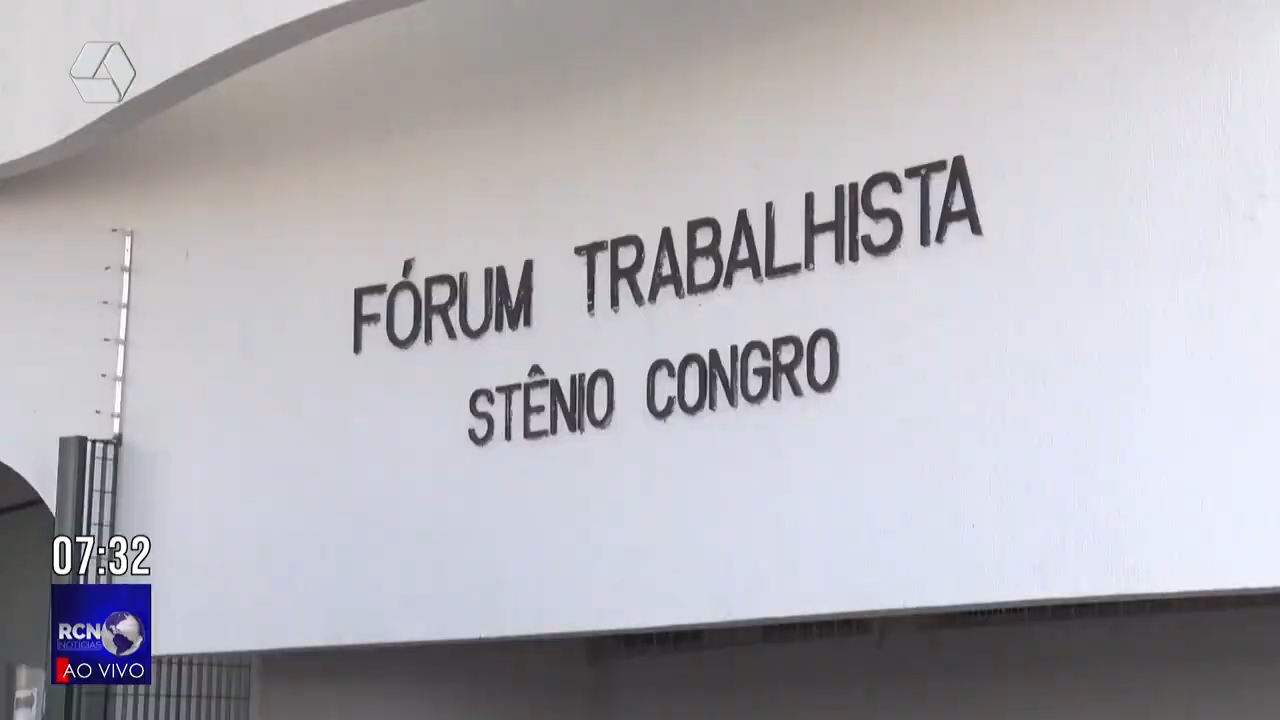 FÓRUM TRABALHISTA
STÊNIO CONGRO
07:32
RCN
NOTÍCIAS
AO VIVO